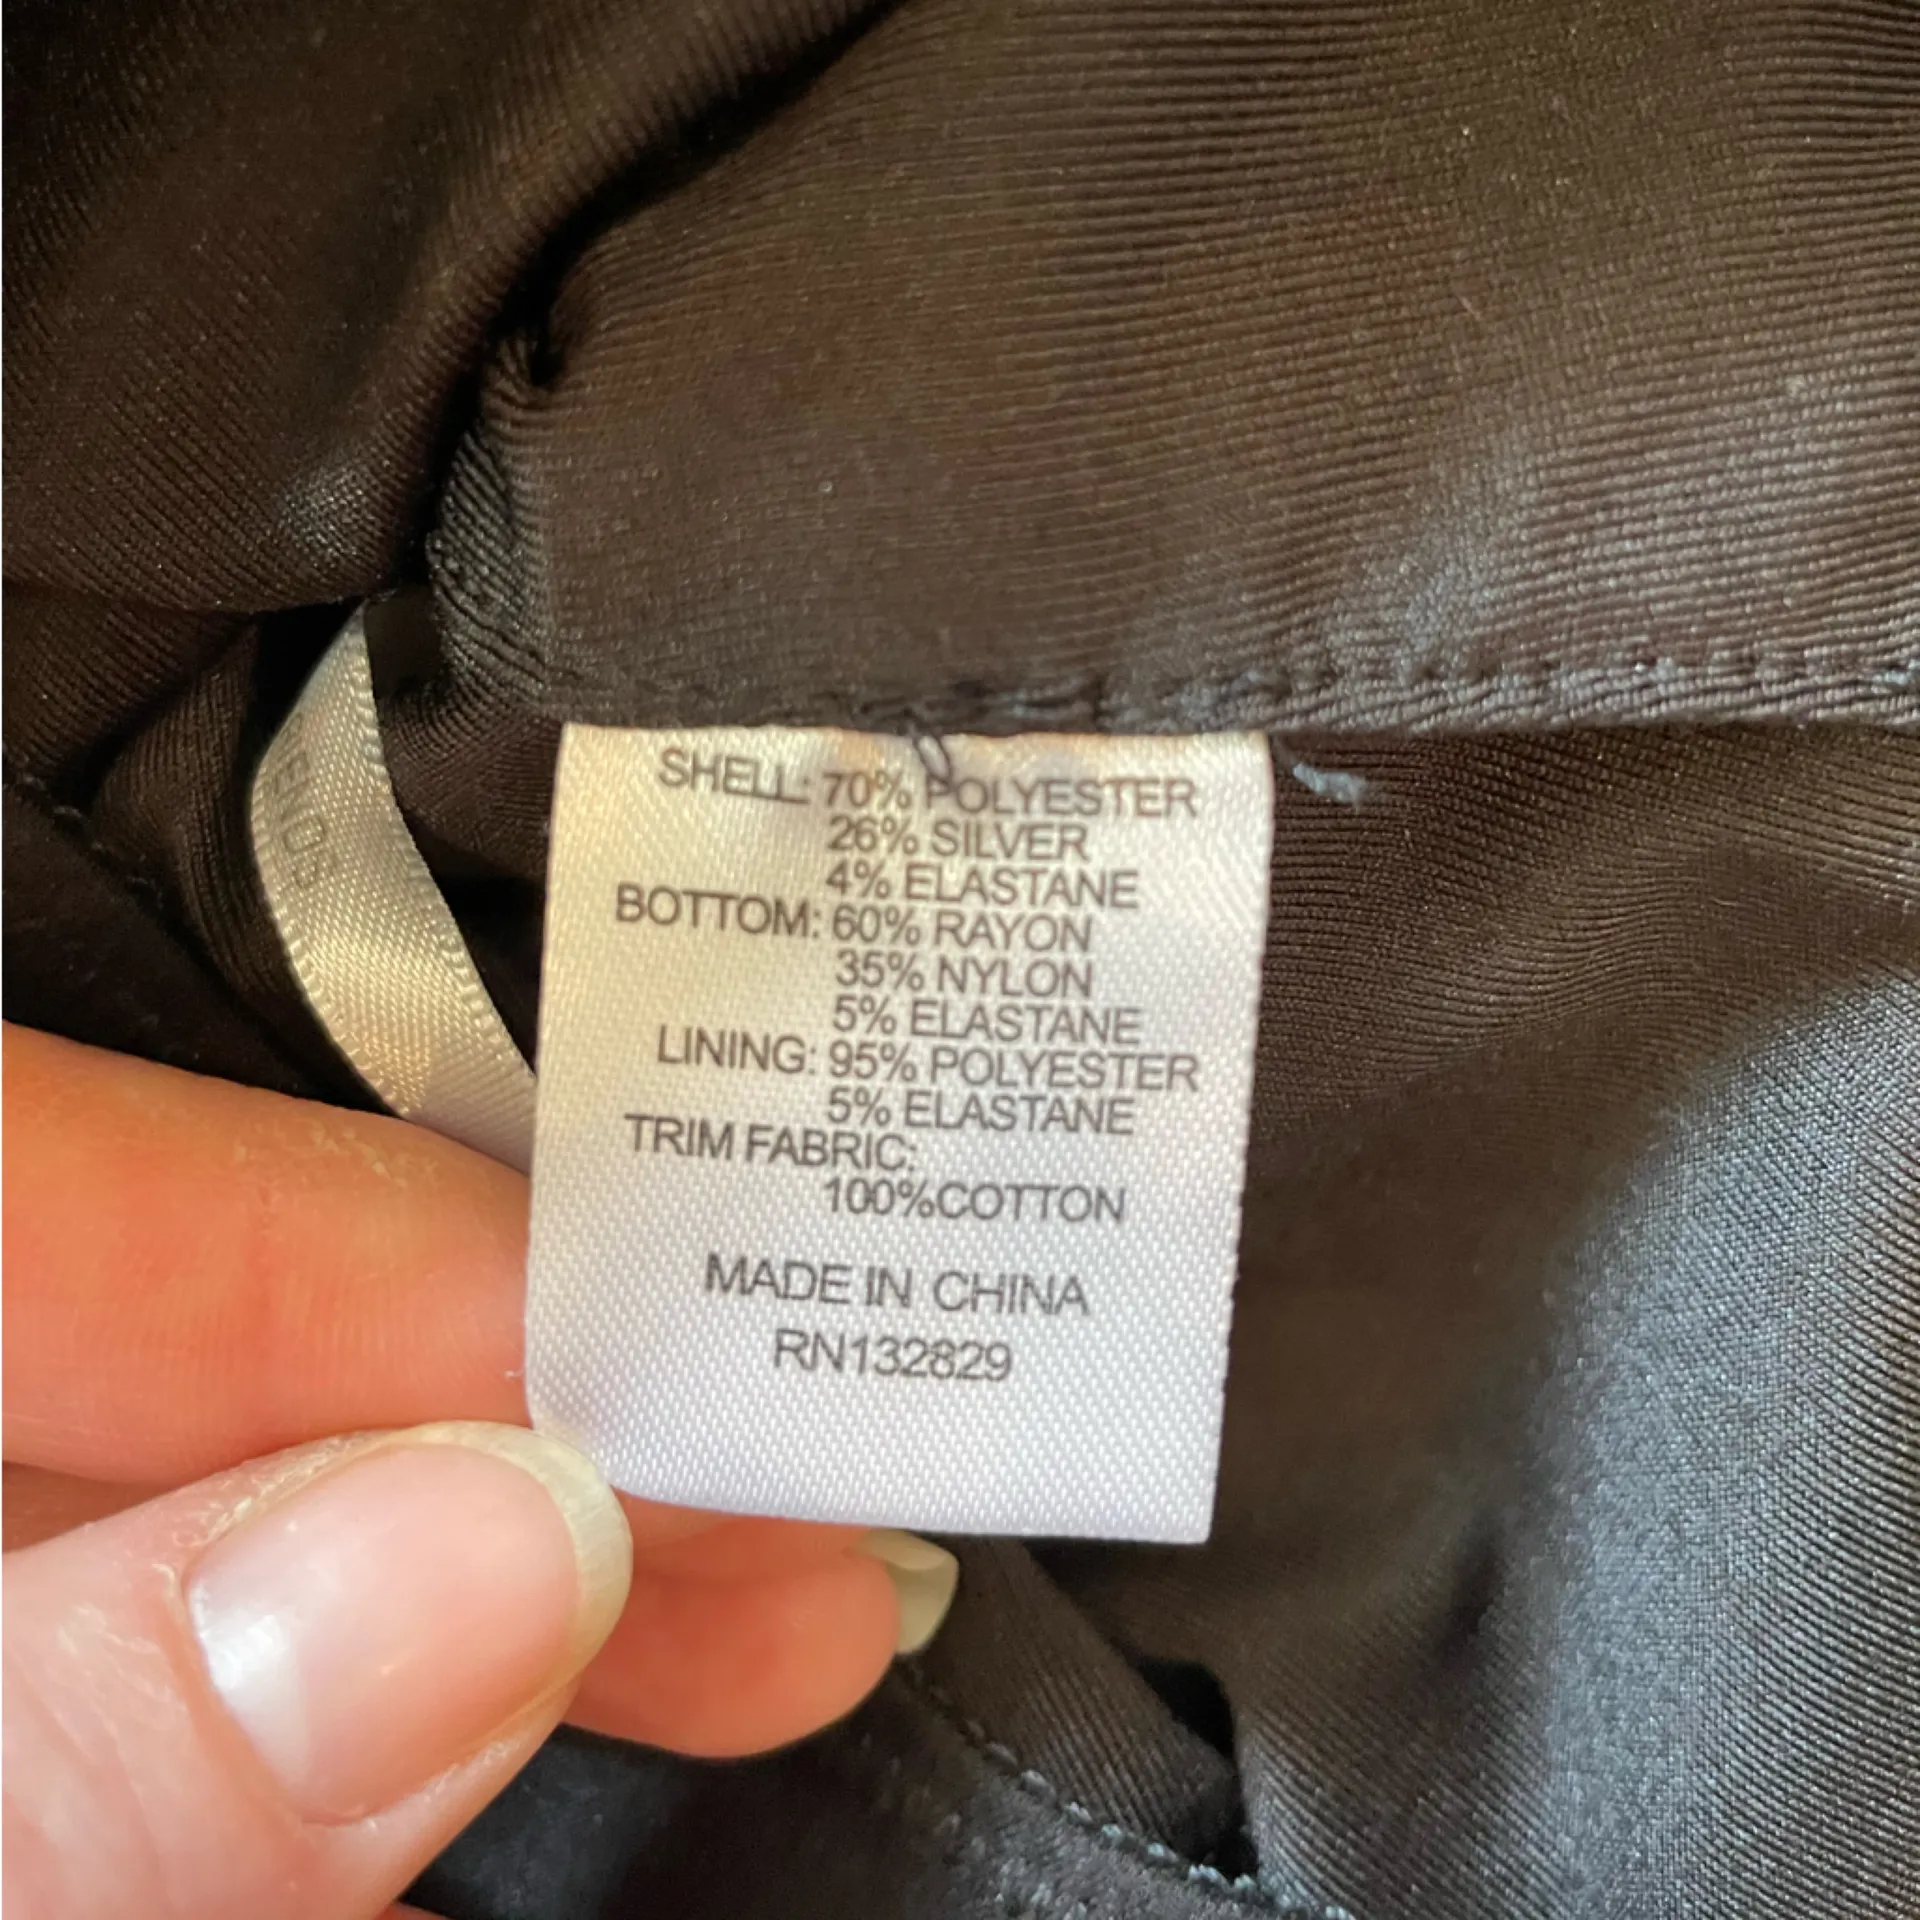 SHELL: 70% POLYESTER
26% SILVER
4% ELASTANE
BOTTOM: 60% RAYON
35% NYLON
5% ELASTANE
LINING: 95% POLYESTER
5% ELASTANE
TRIM FABRIC:
100%COTTON
MADE IN CHINA
RN132829